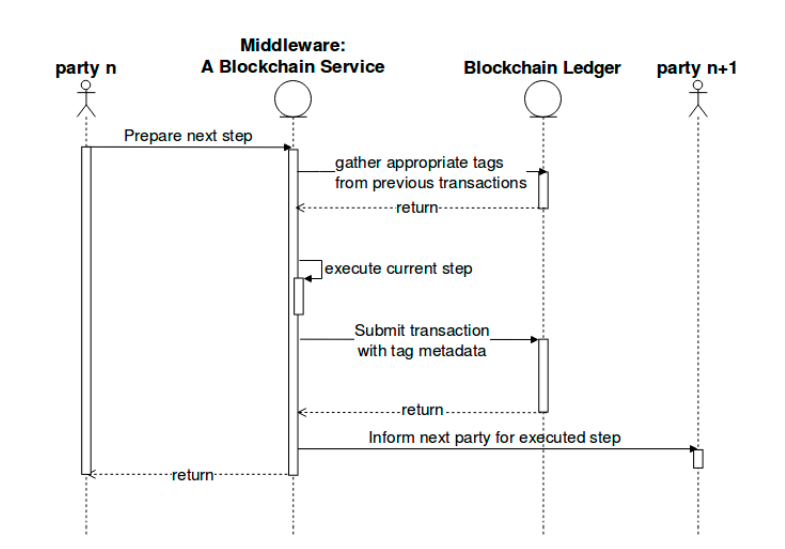 Middleware:
party n
A Blockchain Service
Blockchain Ledger
party n+1
Prepare next step
gather appropriate tags
from previous transactions
return
execute current step
Submit transaction
with tag metadata
return
Inform next party for executed step
return